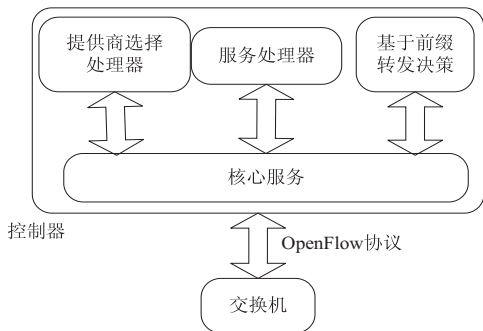 提供商选择
处理器
服务处理器
基于前缀
转发决策
核心服务
控制器
OpenFlow协议
交换机